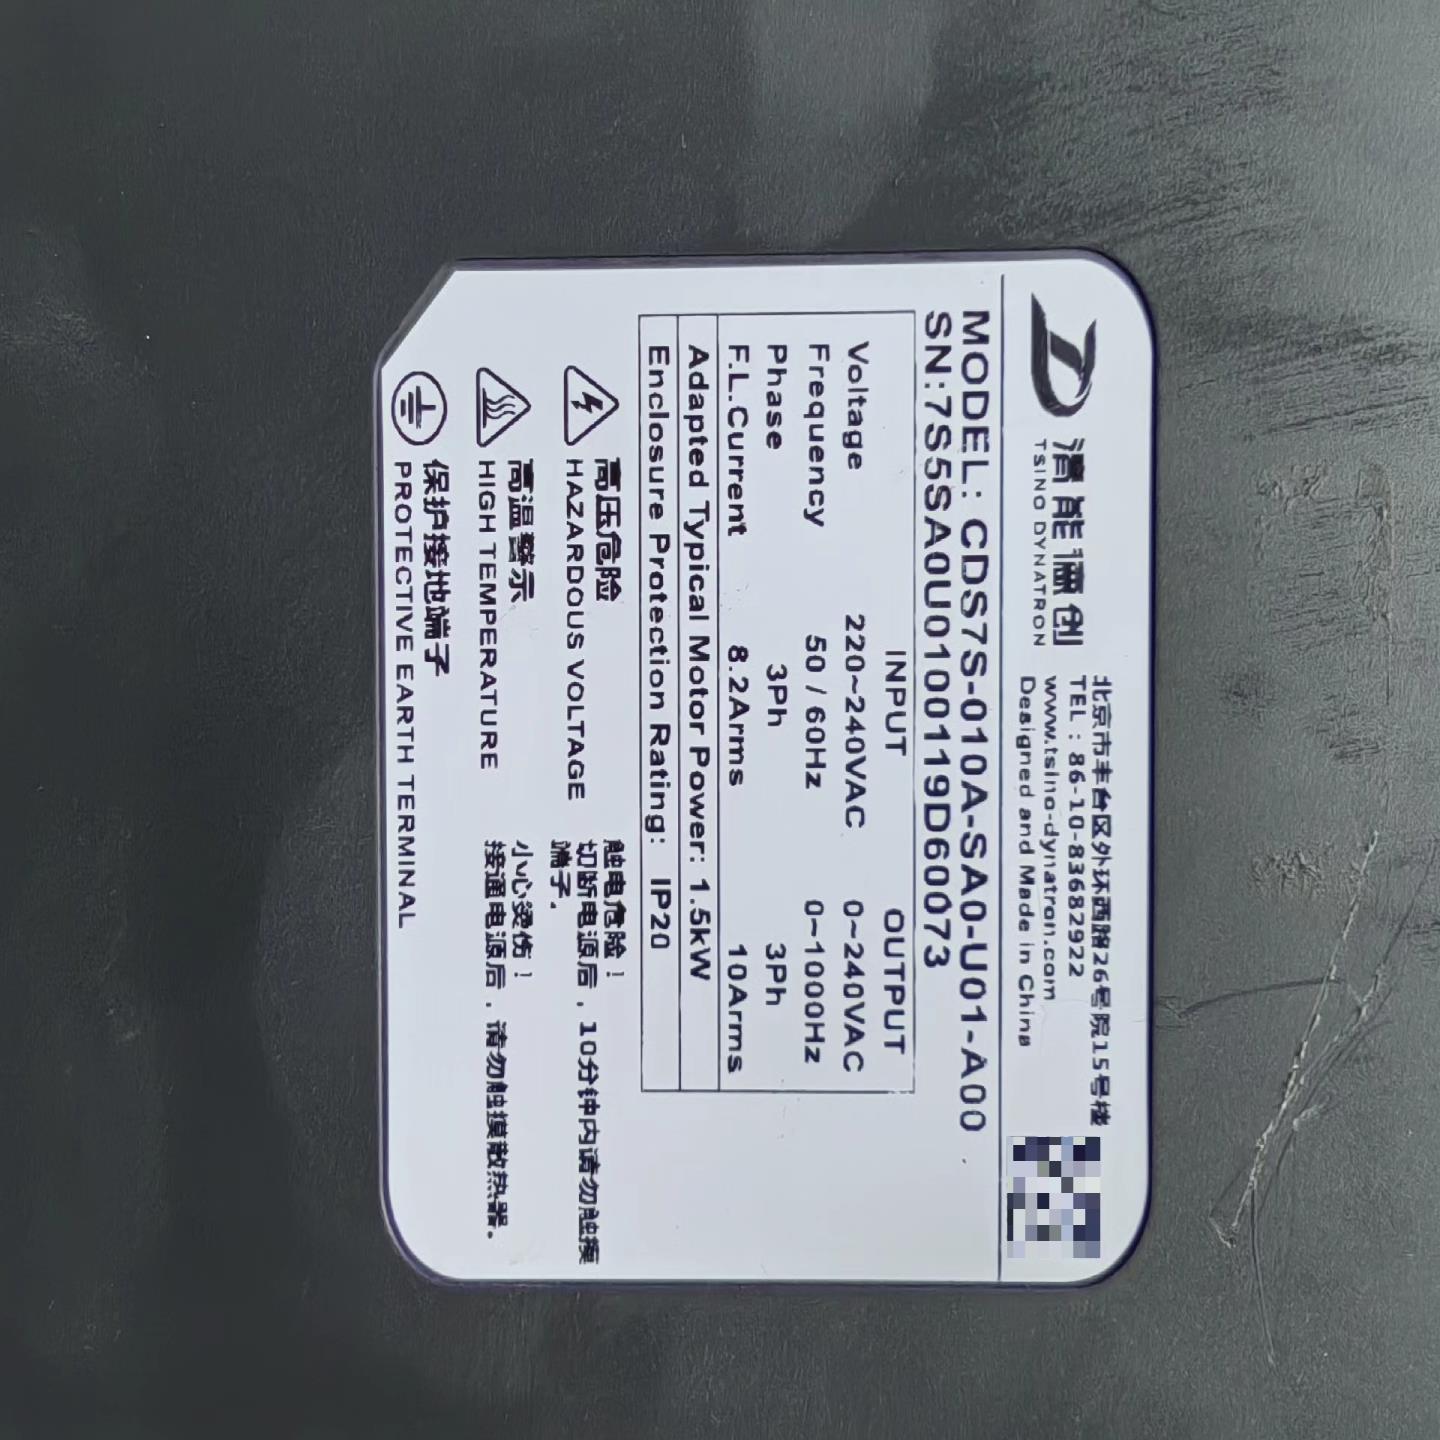 清能德创
TSINO DYNATRON
北京市丰台区外环西路26号院15号楼
TEL：86-10-83682922
www.tsino-dynatron.com
Designed and Made in China
MODEL: CDS7S-010A-SA0-U01-A00
SN:7S5SA0U0100119D60073
INPUT OUTPUT
Voltage 220~240VAC 0~240VAC
Frequency 50 / 60Hz 0~1000Hz
Phase 3Ph 3Ph
F.L.Current 8.2Arms 10Arms
Adapted Typical Motor Power: 1.5kW
Enclosure Protection Rating: IP20
高压危险
HAZARDOUS VOLTAGE
触电危险！
切断电源后，10分钟内请勿触摸
端子。
高温警示
HIGH TEMPERATURE
小心烫伤！
接通电源后，请勿触摸散热器。
保护接地端子
PROTECTIVE EARTH TERMINAL